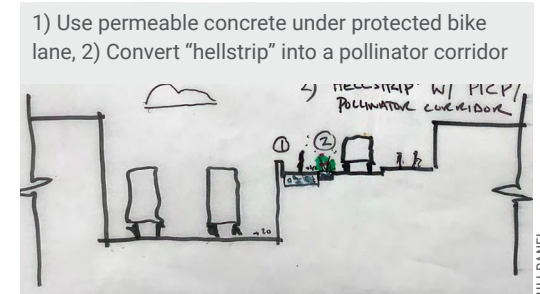 1) Use permeable concrete under protected bike
lane, 2) Convert “hellstrip” into a pollinator corridor
2) HELLSTRIP W/ PICP/
POLLINATOR CORRIDOR
1
2